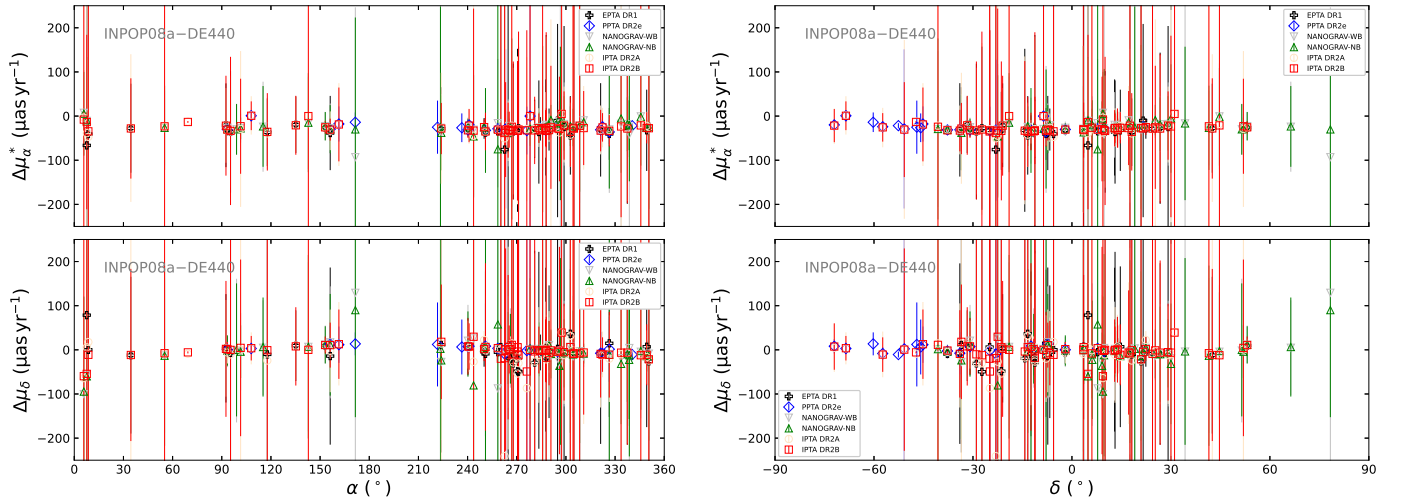 INPOP08a−DE440
EPTA DR1
PPTA DR2e
NANOGRAV-WB
NANOGRAV-NB
IPTA DR2A
IPTA DR2B
Δμ*α (μas yr−1)
200
100
0
−100
−200
INPOP08a−DE440
EPTA DR1
PPTA DR2e
NANOGRAV-WB
NANOGRAV-NB
IPTA DR2A
IPTA DR2B
Δμ*α (μas yr−1)
200
100
0
−100
−200
INPOP08a−DE440
EPTA DR1
PPTA DR2e
NANOGRAV-WB
NANOGRAV-NB
IPTA DR2A
IPTA DR2B
Δμδ (μas yr−1)
200
100
0
−100
−200
0 30 60 90 120 150 180 210 240 270 300 330 360
α (°)
INPOP08a−DE440
EPTA DR1
PPTA DR2e
NANOGRAV-WB
NANOGRAV-NB
IPTA DR2A
IPTA DR2B
Δμδ (μas yr−1)
200
100
0
−100
−200
−90 −60 −30 0 30 60 90
δ (°)